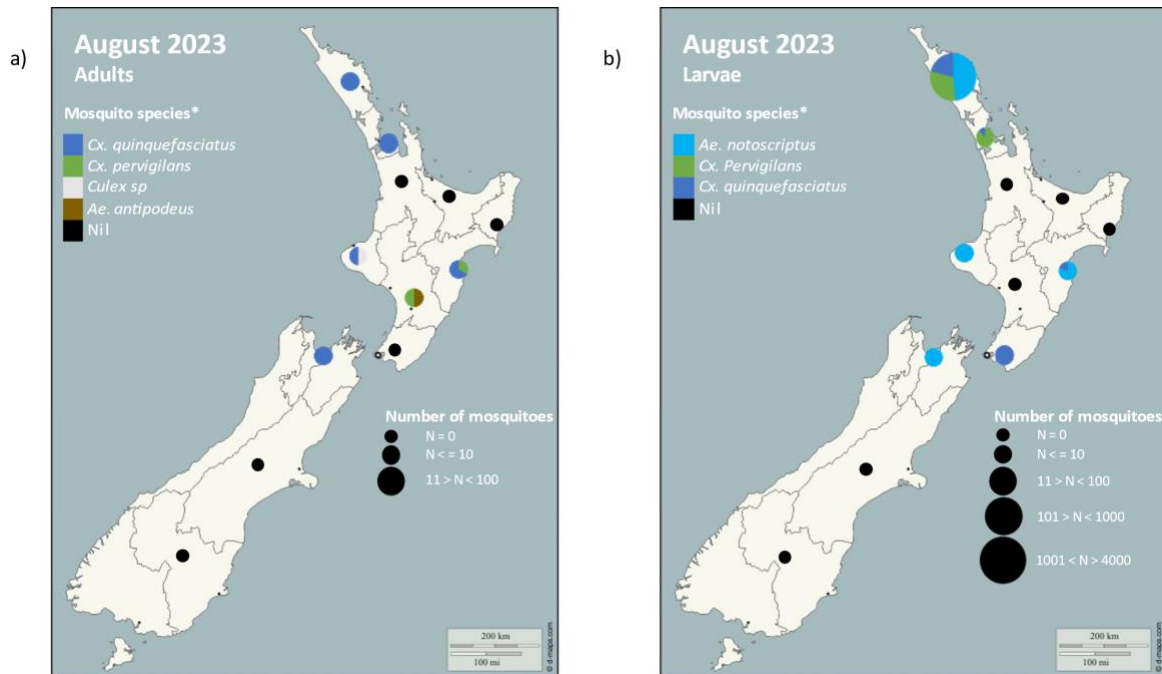 a)
August 2023
Adults
Mosquito species*
Cx. quinquefasciatus
Cx. pervigilans
Culex sp
Ae. antipodeus
Nil
Number of mosquitoes
N = 0
N < = 10
11 > N < 100
200 km
100 mi
© d-maps.com
b)
August 2023
Larvae
Mosquito species*
Ae. notoscriptus
Cx. Pervigilans
Cx. quinquefasciatus
Nil
Number of mosquitoes
N = 0
N < = 10
11 > N < 100
101 > N < 1000
1001 < N > 4000
200 km
100 mi
© d-maps.com